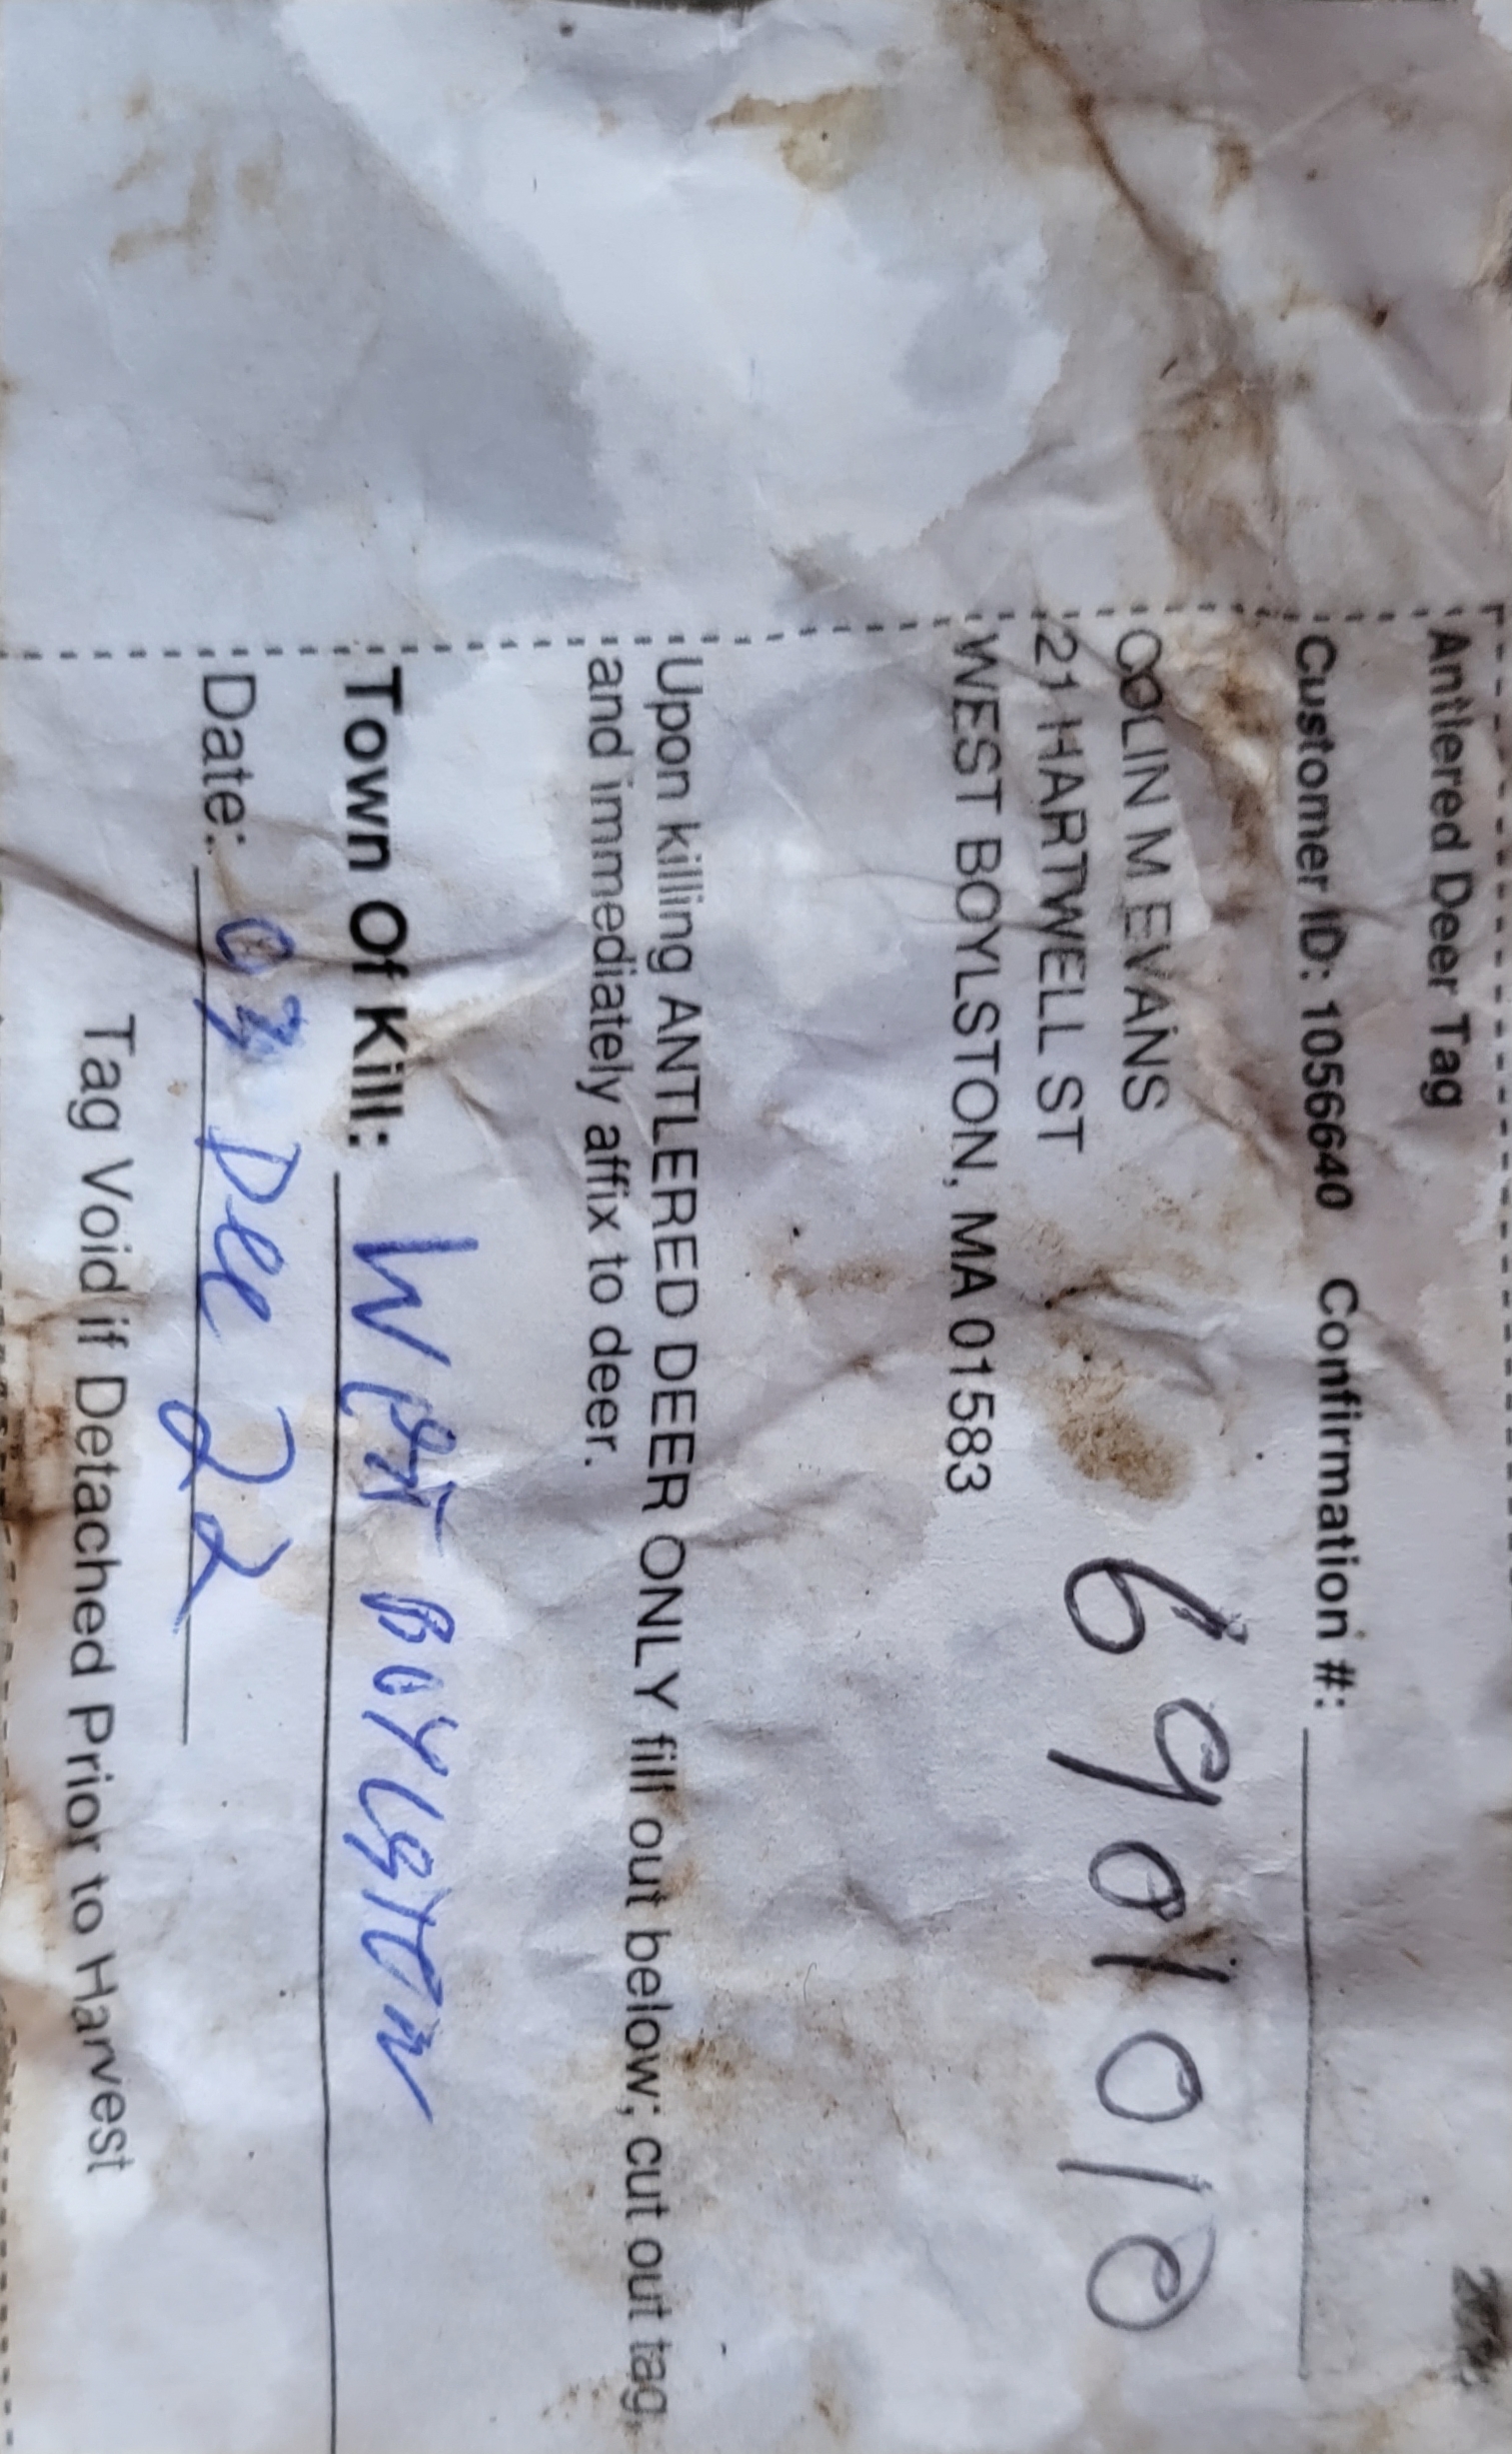 Antlered Deer Tag
Customer ID: 1056640 Confirmation #:
6901010
COLIN M EVANS
21 HARTWELL ST
WEST BOYLSTON, MA 01583
Upon killing ANTLERED DEER ONLY fill out below; cut out tag,
and immediately affix to deer.
Town Of Kill: West BOYLSTON
Date: 03 Dec 22
Tag Void if Detached Prior to Harvest